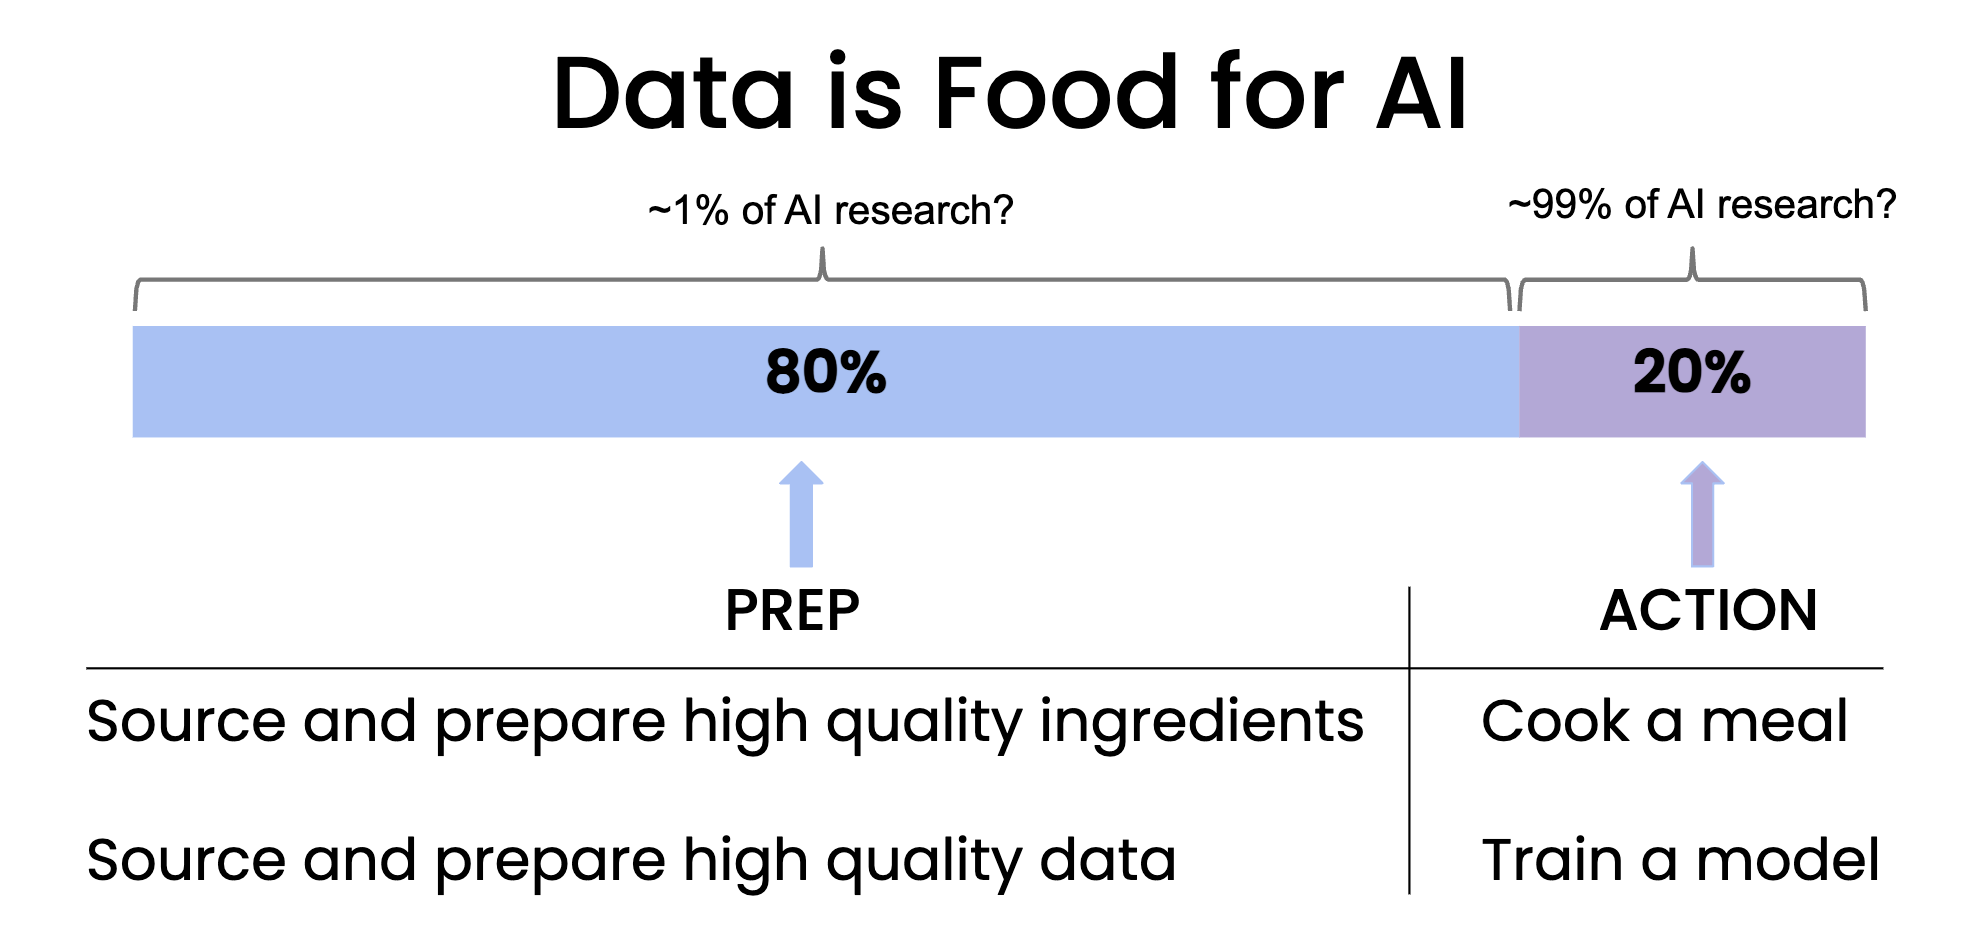 Data is Food for AI
~1% of AI research?
~99% of AI research?
80%
20%
PREP
ACTION
Source and prepare high quality ingredients
Cook a meal
Source and prepare high quality data
Train a model